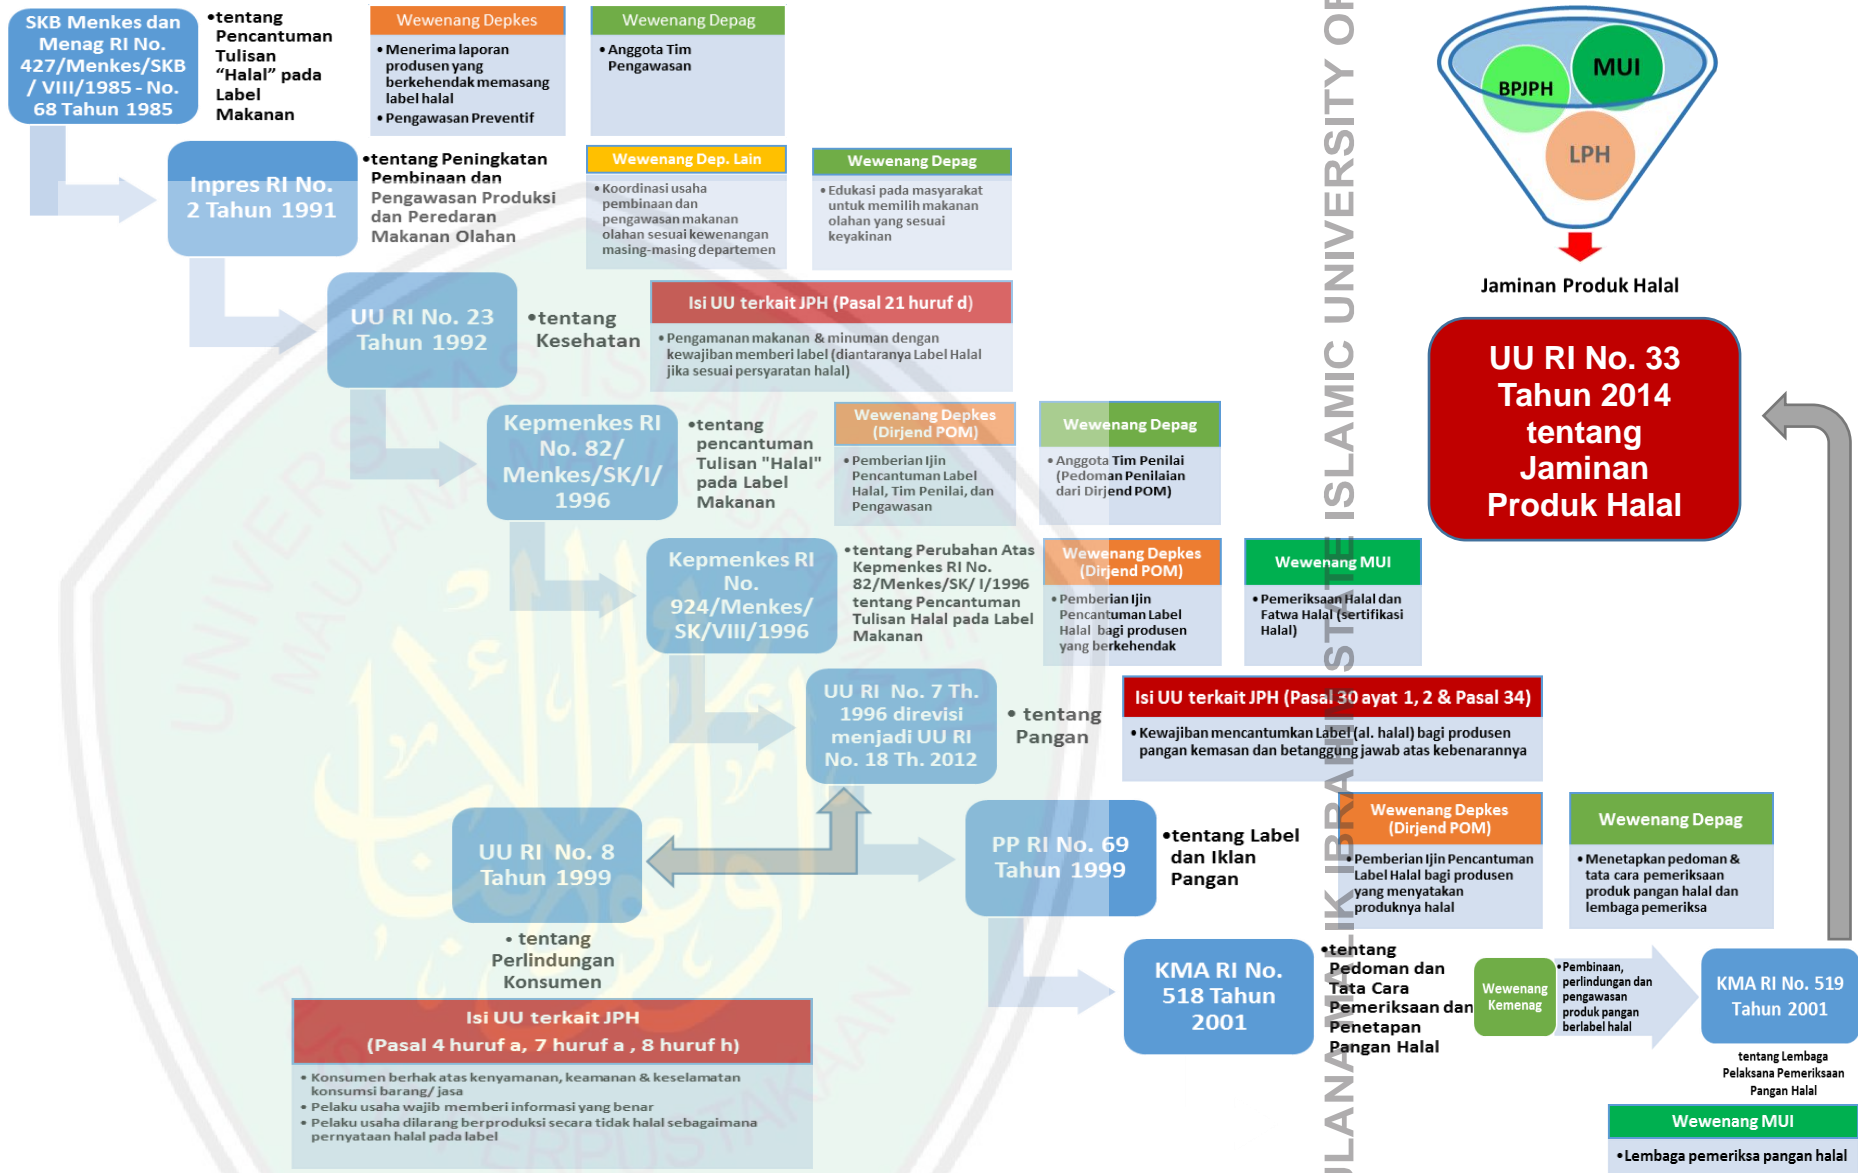 SKB Menkes dan
Menag RI No.
427/Menkes/SKB
/ VIII/1985 - No.
68 Tahun 1985
•tentang
Pencantuman
Tulisan
“Halal” pada
Label
Makanan
Wewenang Depkes
• Menerima laporan
produsen yang
berkehendak memasang
label halal
• Pengawasan Preventif
Wewenang Depag
• Anggota Tim
Pengawasan
Inpres RI No.
2 Tahun 1991
•tentang Peningkatan
Pembinaan dan
Pengawasan Produksi
dan Peredaran
Makanan Olahan
Wewenang Dep. Lain
• Koordinasi usaha
pembinaan dan
pengawasan makanan
olahan sesuai kewenangan
masing-masing departemen
Wewenang Depag
• Edukasi pada masyarakat
untuk memilih makanan
olahan yang sesuai
keyakinan
UU RI No. 23
Tahun 1992
•tentang
Kesehatan
Isi UU terkait JPH (Pasal 21 huruf d)
• Pengamanan makanan & minuman dengan
kewajiban memberi label (diantaranya Label Halal
jika sesuai persyaratan halal)
Kepmenkes RI
No. 82/
Menkes/SK/I/
1996
•tentang
pencantuman
Tulisan "Halal"
pada Label
Makanan
Wewenang Depkes
(Dirjend POM)
• Pemberian Ijin
Pencantuman Label
Halal, Tim Penilai, dan
Pengawasan
Wewenang Depag
• Anggota Tim Penilai
(Pedoman Penilaian
dari Dirjend POM)
Kepmenkes RI
No.
924/Menkes/
SK/VIII/1996
•tentang Perubahan Atas
Kepmenkes RI No.
82/Menkes/SK/ I/1996
tentang Pencantuman
Tulisan Halal pada Label
Makanan
Wewenang Depkes
(Dirjend POM)
• Pemberian Ijin
Pencantuman Label
Halal bagi produsen
yang berkehendak
Wewenang MUI
• Pemeriksaan Halal dan
Fatwa Halal (sertifikasi
Halal)
UU RI No. 7 Th.
1996 direvisi
menjadi UU RI
No. 18 Th. 2012
• tentang
Pangan
Isi UU terkait JPH (Pasal 30 ayat 1, 2 & Pasal 34)
• Kewajiban mencantumkan Label (al. halal) bagi produsen
pangan kemasan dan betanggung jawab atas kebenarannya
UU RI No. 8
Tahun 1999
• tentang
Perlindungan
Konsumen
Isi UU terkait JPH
(Pasal 4 huruf a, 7 huruf a , 8 huruf h)
• Konsumen berhak atas kenyamanan, keamanan & keselamatan
konsumsi barang/ jasa
• Pelaku usaha wajib memberi informasi yang benar
• Pelaku usaha dilarang berproduksi secara tidak halal sebagaimana
pernyataan halal pada label
PP RI No. 69
Tahun 1999
•tentang Label
dan Iklan
Pangan
Wewenang Depkes
(Dirjend POM)
• Pemberian Ijin Pencantuman
Label Halal bagi produsen
yang menyatakan
produknya halal
Wewenang Depag
• Menetapkan pedoman &
tata cara pemeriksaan
produk pangan halal dan
lembaga pemeriksa
KMA RI No.
518 Tahun
2001
•tentang
Pedoman dan
Tata Cara
Pemeriksaan dan
Penetapan
Pangan Halal
Wewenang
Kemenag
•Pembinaan,
perlindungan dan
pengawasan
produk pangan
berlabel halal
KMA RI No. 519
Tahun 2001
tentang Lembaga
Pelaksana Pemeriksaan
Pangan Halal
Wewenang MUI
• Lembaga pemeriksa pangan halal
BPJPH
MUI
LPH
Jaminan Produk Halal
UU RI No. 33
Tahun 2014
tentang
Jaminan
Produk Halal
ULANA MALIK IBRAHIM STATE ISLAMIC UNIVERSITY OF
UNIVERSITAS ISLAM
MAULANA MALIK IBRAHIM
PUSAT PERPUSTAKAAN